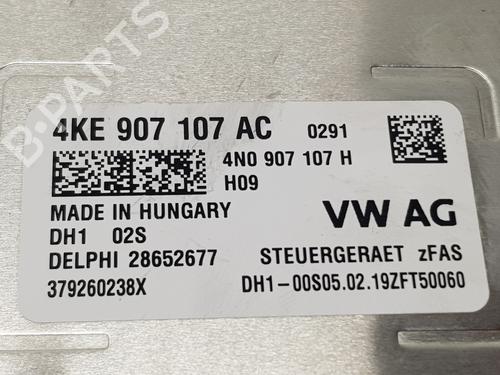 B-PARTS
4KE 907 107 AC 0291
4N0 907 107 H
H09
MADE IN HUNGARY
DH1 02S
DELPHI 28652677
379260238X
VW AG
STEUERGERAET zFAS
DH1-00S05.02.19ZFT50060